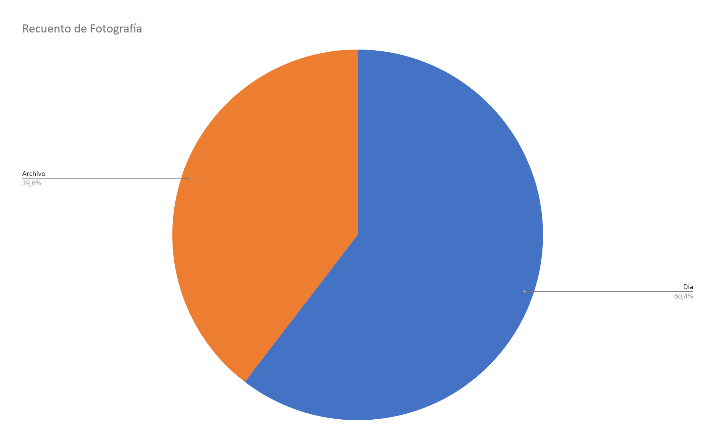 Recuento de Fotografía
Archivo
39,6%
Día
60,4%